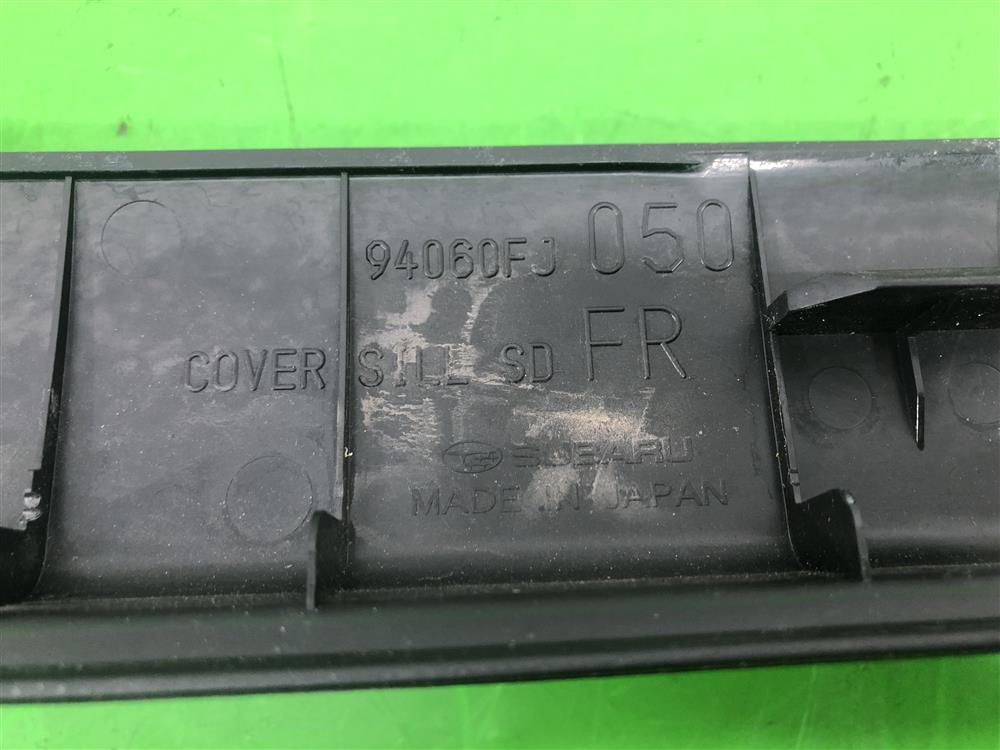 94060FJ 050
COVER SILL SD FR
SUBARU
MADE IN JAPAN